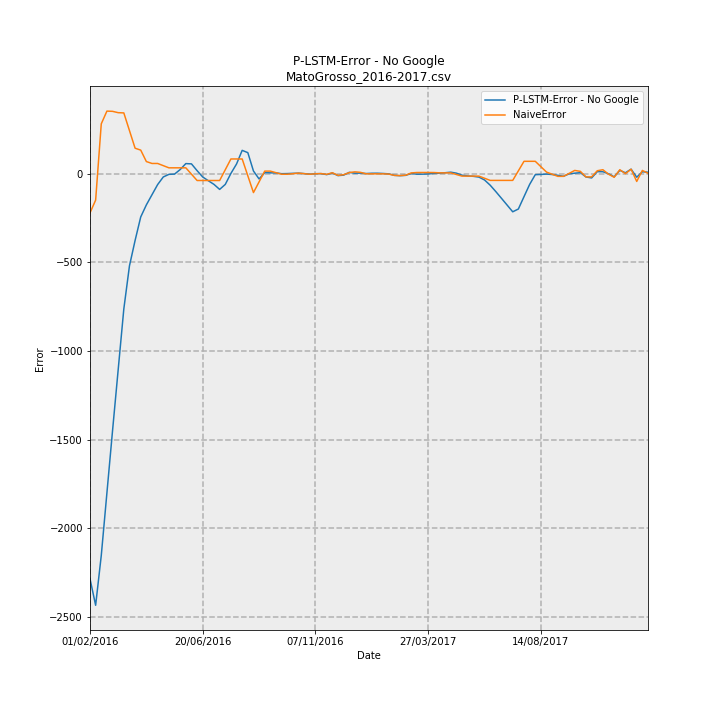 P-LSTM-Error - No Google
MatoGrosso_2016-2017.csv
P-LSTM-Error - No Google
NaiveError
Error
0
−500
−1000
−1500
−2000
−2500
01/02/2016 20/06/2016 07/11/2016 27/03/2017 14/08/2017
Date